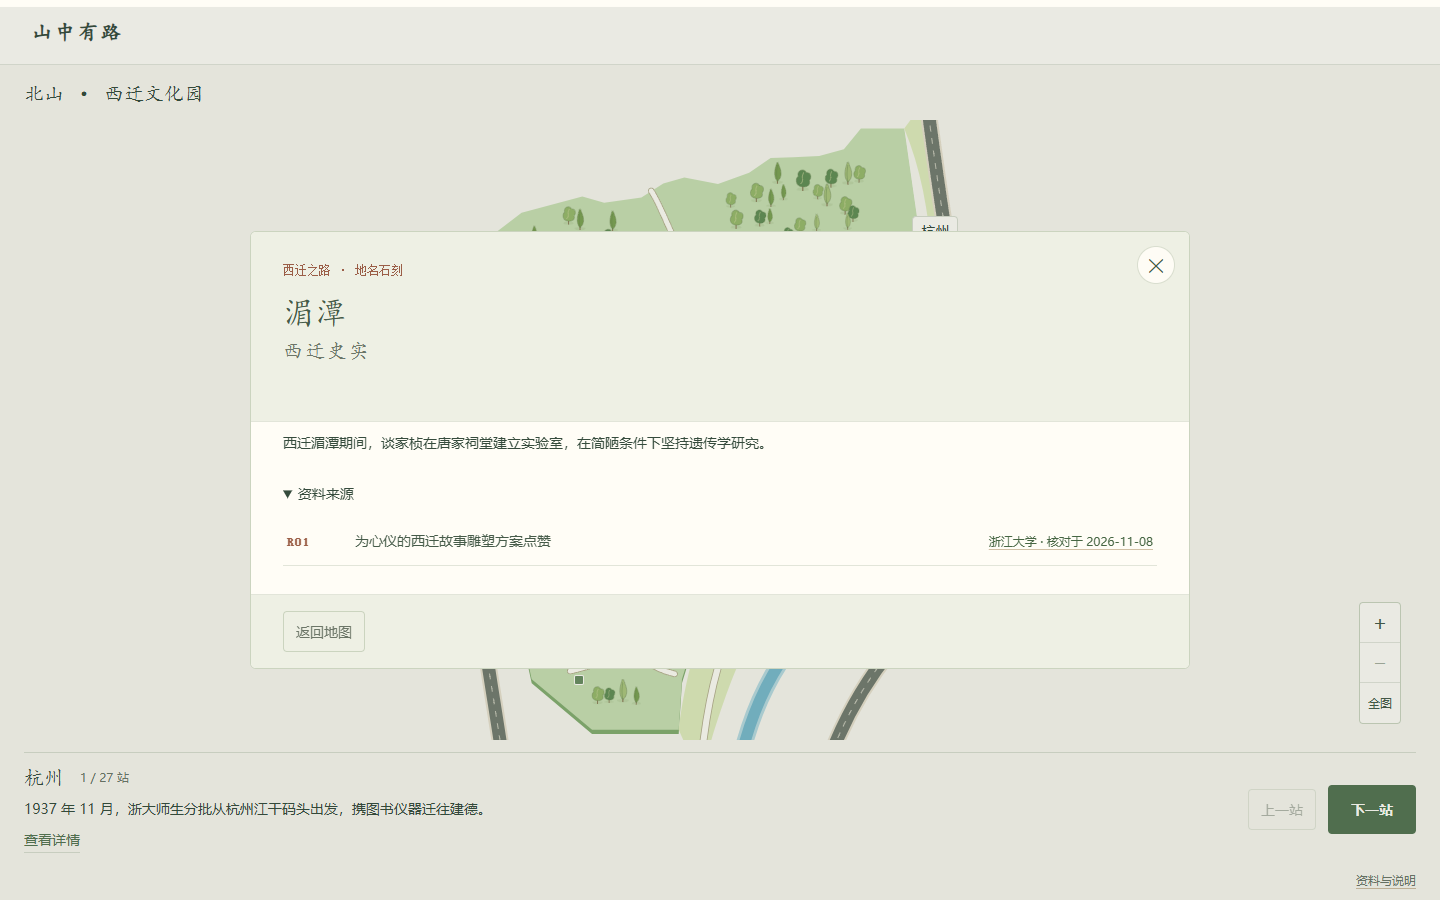 山中有路
北山 • 西迁文化园
杭州
西迁之路 · 地名石刻
湄潭
西迁史实
西迁湄潭期间，谈家桢在唐家祠堂建立实验室，在简陋条件下坚持遗传学研究。
▼ 资料来源
R01 为心仪的西迁故事雕塑方案点赞 浙江大学 · 核对于 2026-11-08
返回地图
+
−
全图
杭州 1 / 27 站
1937 年 11 月，浙大师生分批从杭州江干码头出发，携图书仪器迁往建德。
查看详情
上一站 下一站
资料与说明